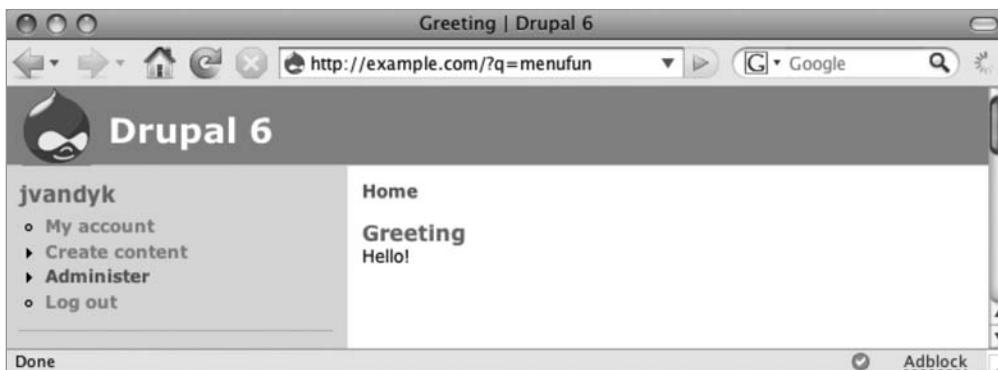 Greeting | Drupal 6
http://example.com/?q=menufun
G Google
Drupal 6
jvandyk
My account
Create content
Administer
Log out
Home
Greeting
Hello!
Done
Adblock